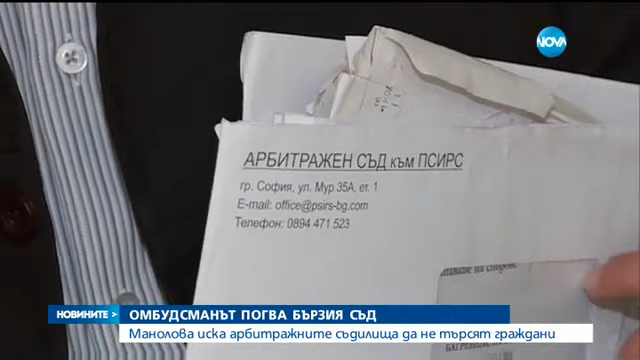 NOVA
АРБИТРАЖЕН СЪД към ПСИРС
гр. София, ул. Мур 35А, ет. 1
E-mail: office@psirs-bg.com
Телефон: 0894 471 523
НОВИНИТЕ
ОМБУДСМАНЪТ ПОГВА БЪРЗИЯ СЪД
Манолова иска арбитражните съдилища да не търсят граждани